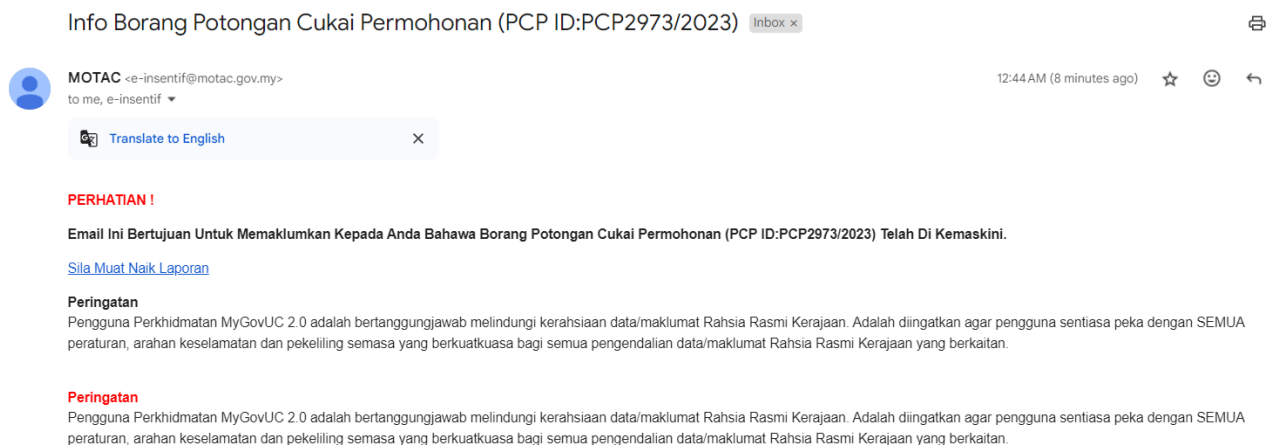 Info Borang Potongan Cukai Permohonan (PCP ID:PCP2973/2023) Inbox ×
MOTAC <e-insentif@motac.gov.my> 12:44 AM (8 minutes ago)
to me, e-insentif
Translate to English
PERHATIAN !
Email Ini Bertujuan Untuk Memaklumkan Kepada Anda Bahawa Borang Potongan Cukai Permohonan (PCP ID:PCP2973/2023) Telah Di Kemaskini.
Sila Muat Naik Laporan
Peringatan
Pengguna Perkhidmatan MyGovUC 2.0 adalah bertanggungjawab melindungi kerahsiaan data/maklumat Rahsia Rasmi Kerajaan. Adalah diingatkan agar pengguna sentiasa peka dengan SEMUA
peraturan, arahan keselamatan dan pekeliling semasa yang berkuatkuasa bagi semua pengendalian data/maklumat Rahsia Rasmi Kerajaan yang berkaitan.
Peringatan
Pengguna Perkhidmatan MyGovUC 2.0 adalah bertanggungjawab melindungi kerahsiaan data/maklumat Rahsia Rasmi Kerajaan. Adalah diingatkan agar pengguna sentiasa peka dengan SEMUA
peraturan, arahan keselamatan dan pekeliling semasa yang berkuatkuasa bagi semua pengendalian data/maklumat Rahsia Rasmi Kerajaan yang berkaitan.